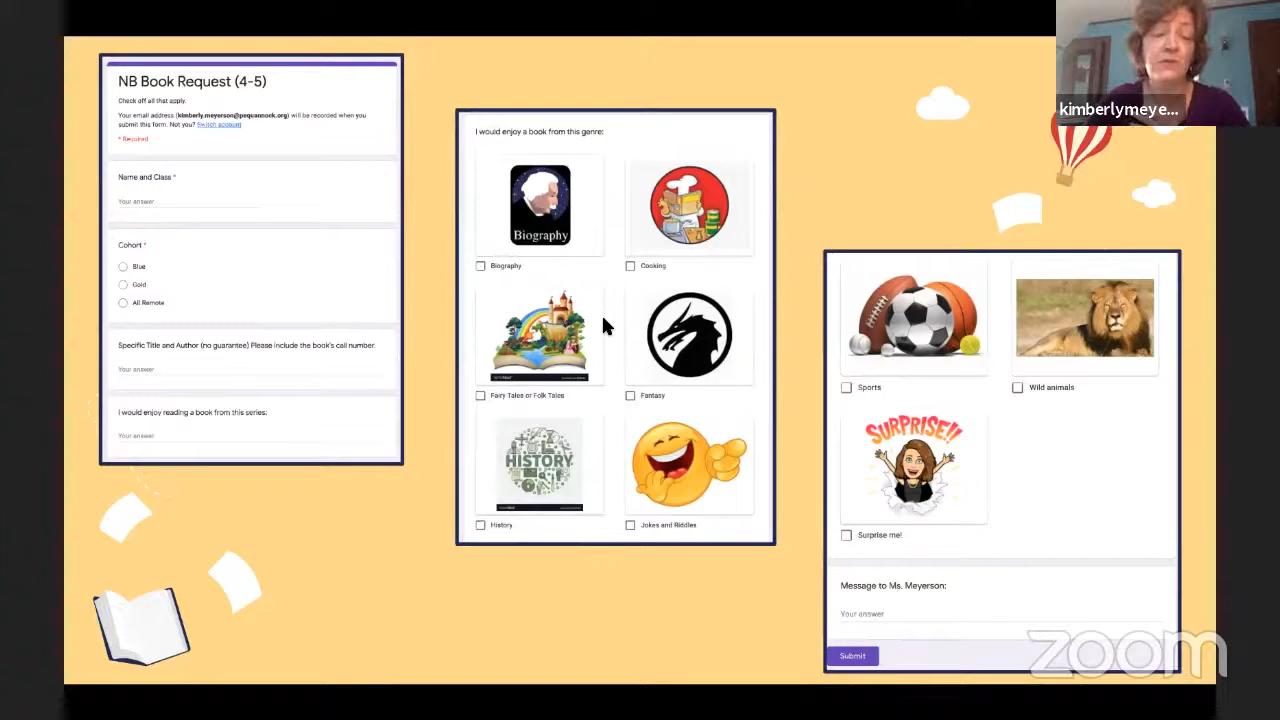 NB Book Request (4-5)
Check off all that apply.
Your email address (kimberly.meyerson@pequannock.org) will be recorded when you
submit this form. Not you? Switch account
* Required
Name and Class *
Your answer
Cohort *
Blue
Gold
All Remote
Specific Title and Author (no guarantee) Please include the book's call number.
Your answer
I would enjoy reading a book from this series:
Your answer
I would enjoy a book from this genre:
Biography
Biography
Cooking
Fairy Tales or Folk Tales
Fantasy
HISTORY
History
Jokes and Riddles
kimberlymeye...
Sports
Wild animals
SURPRISE!!
Surprise me!
Message to Ms. Meyerson:
Your answer
Submit
zoom